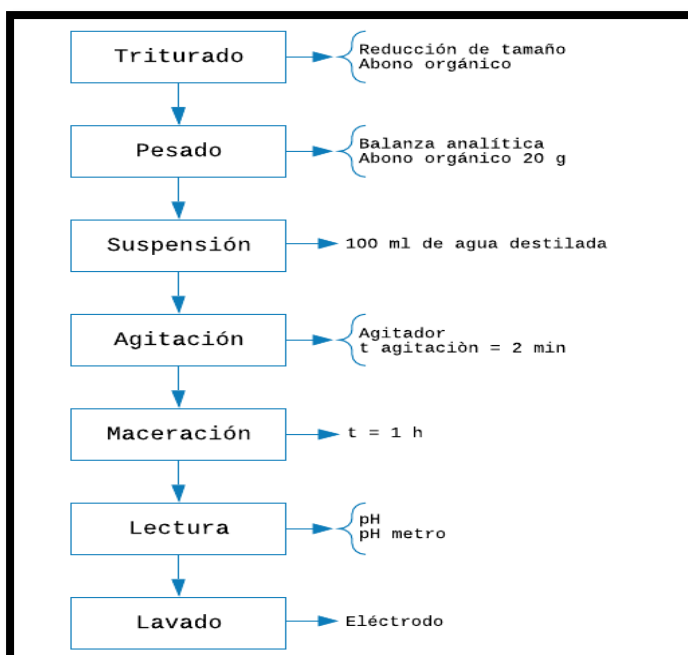 Triturado
Reducción de tamaño
Abono orgánico
Pesado
Balanza analítica
Abono orgánico 20 g
Suspensión
100 ml de agua destilada
Agitación
Agitador
t agitaciòn = 2 min
Maceración
t = 1 h
Lectura
pH
pH metro
Lavado
Eléctrodo